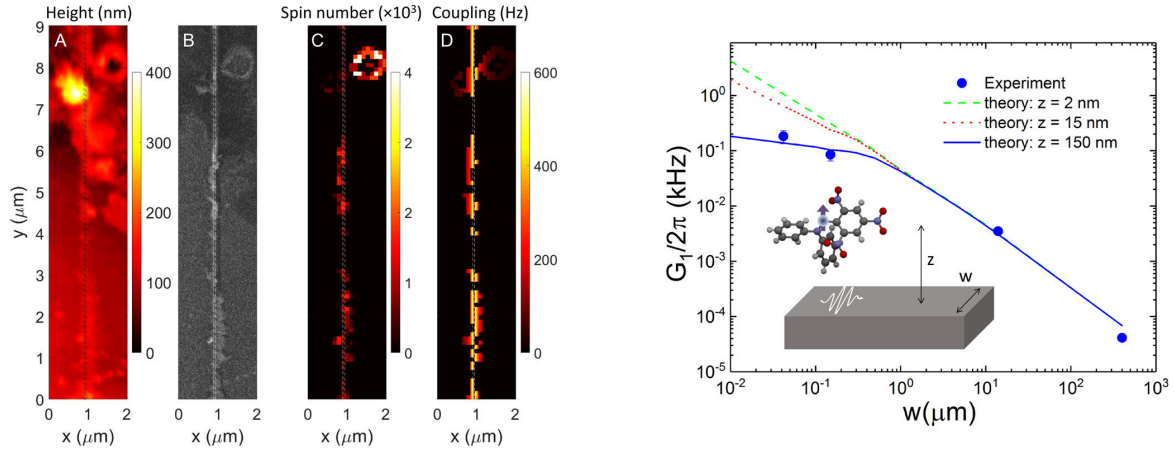 Height (nm) Spin number (×10³) Coupling (Hz)
A B C D
9
8
7
6
5
4
3
2
1
0
y (μm)
400
300
200
100
0
4
2
1
0
600
400
200
0
0 1 2 0 1 2 0 1 2 0 1 2
x (μm) x (μm) x (μm) x (μm)
G₁/2π (kHz)
10⁰
10⁻¹
10⁻²
10⁻³
10⁻⁴
10⁻⁵
Experiment
theory: z = 2 nm
theory: z = 15 nm
theory: z = 150 nm
z
w
10⁻² 10⁻¹ 10⁰ 10¹ 10² 10³
w(μm)